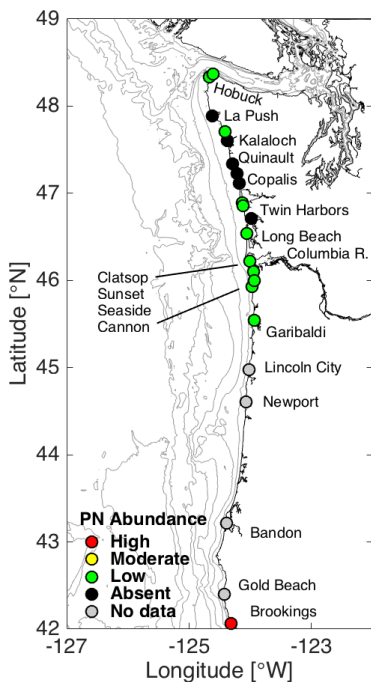 49
48
47
46
45
44
43
42
Latitude [°N]
Hobuck
La Push
Kalaloch
Quinault
Copalis
Twin Harbors
Long Beach
Columbia R.
Clatsop
Sunset
Seaside
Cannon
Garibaldi
Lincoln City
Newport
Bandon
Gold Beach
Brookings
PN Abundance
High
Moderate
Low
Absent
No data
-127
-125
-123
Longitude [°W]